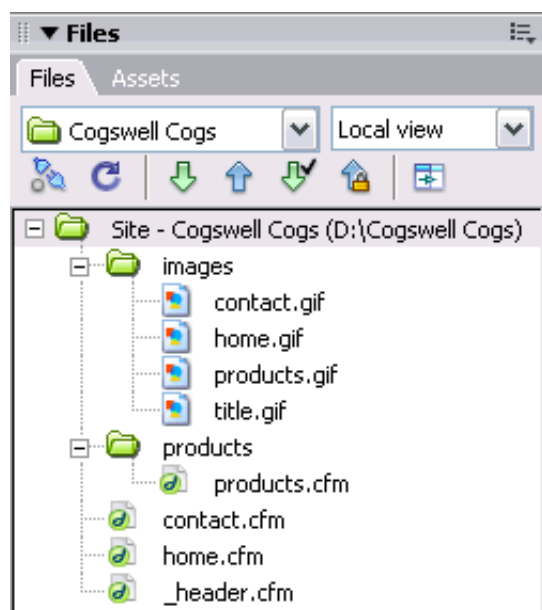 Files
Files Assets
Cogswell Cogs Local view
Site - Cogswell Cogs (D:\Cogswell Cogs)
images
contact.gif
home.gif
products.gif
title.gif
products
products.cfm
contact.cfm
home.cfm
_header.cfm